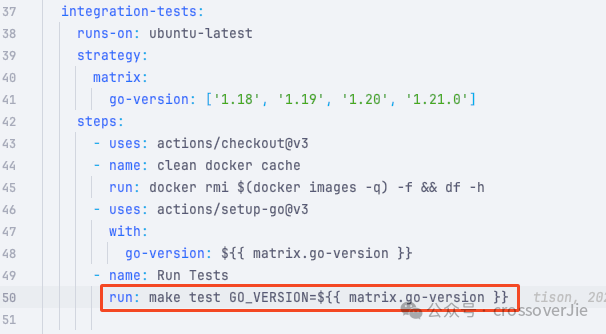 37 integration-tests:
38 runs-on: ubuntu-latest
39 strategy:
40 matrix:
41 go-version: ['1.18', '1.19', '1.20', '1.21.0']
42 steps:
43 - uses: actions/checkout@v3
44 - name: clean docker cache
45 run: docker rmi $(docker images -q) -f && df -h
46 - uses: actions/setup-go@v3
47 with:
48 go-version: ${{ matrix.go-version }}
49 - name: Run Tests
50 run: make test GO_VERSION=${{ matrix.go-version }} tison, 202
公众号 · crossoverJie
51